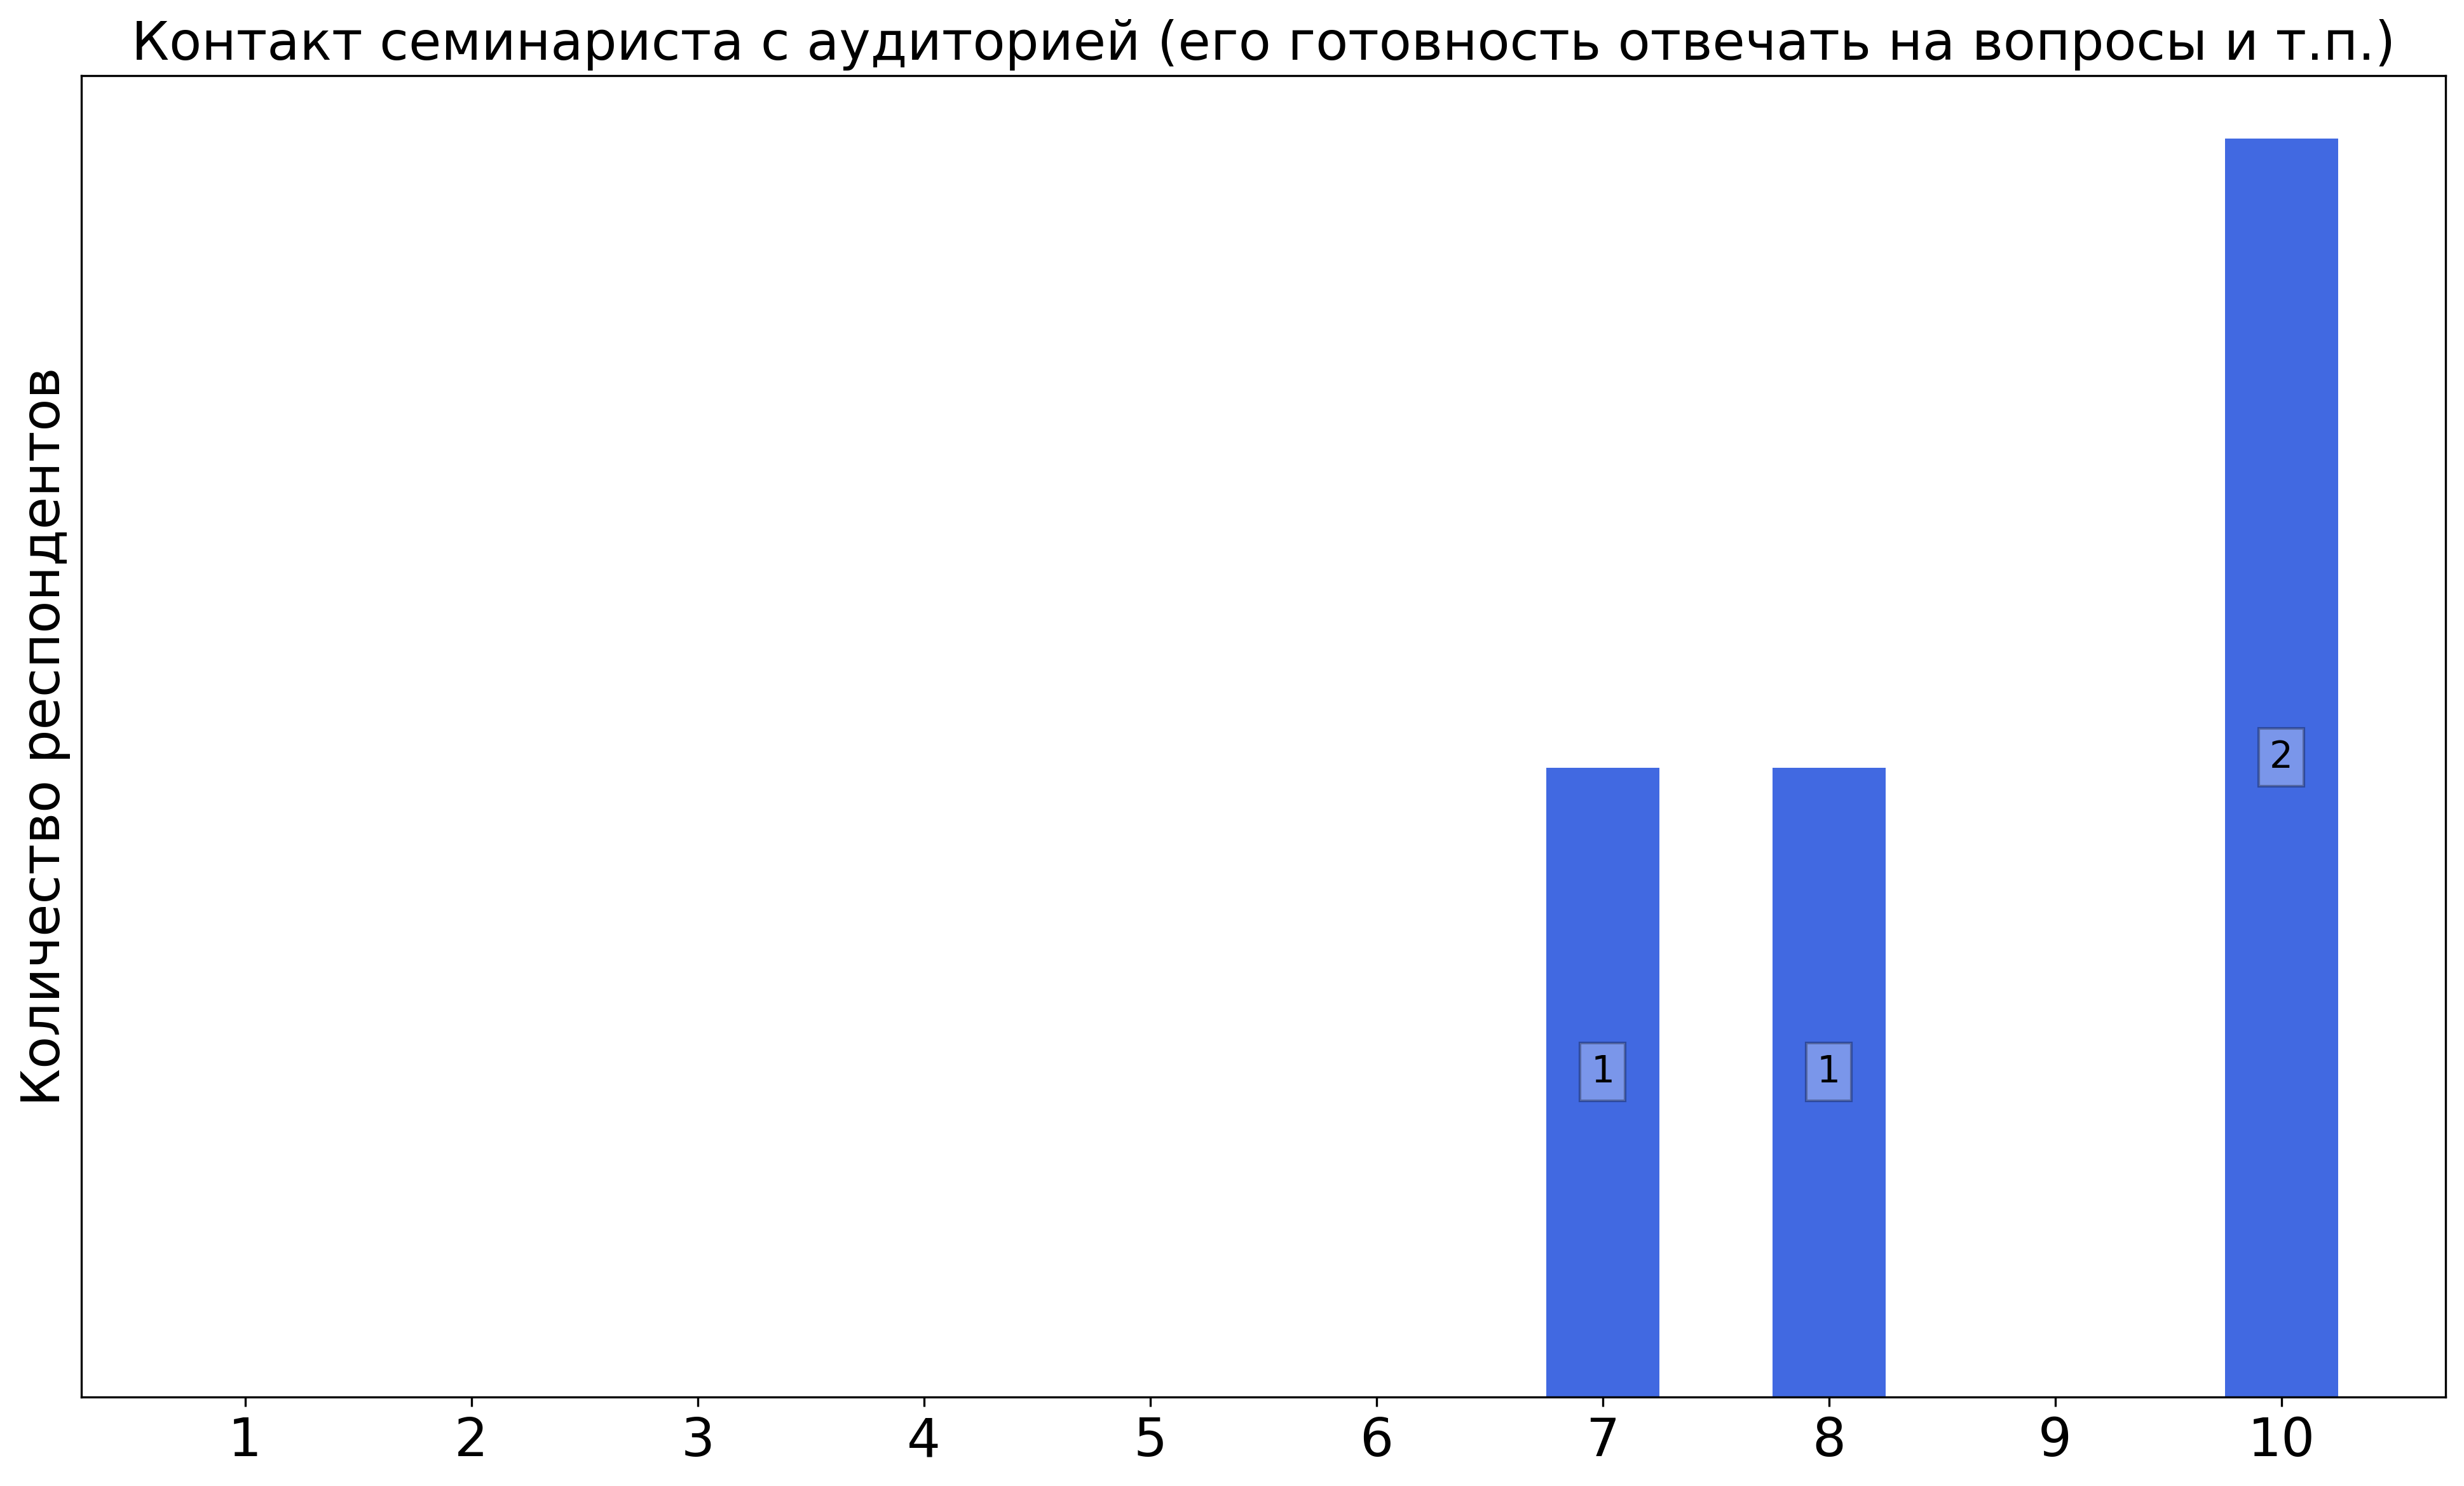 Контакт семинариста с аудиторией (его готовность отвечать на вопросы и т.п.)
Количество респондентов
2
1 1
1 2 3 4 5 6 7 8 9 10